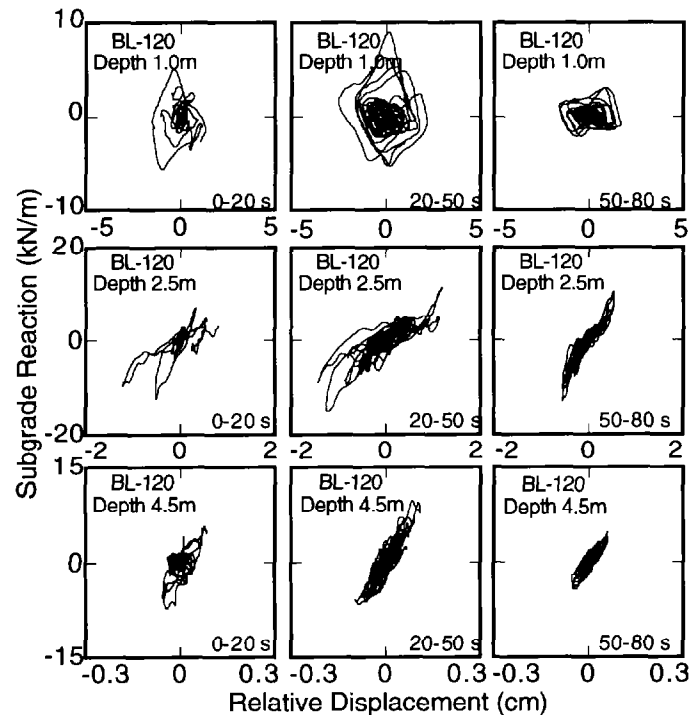 Subgrade Reaction (kN/m)
10
0
-10
BL-120
Depth 1.0m
0-20 s
BL-120
Depth 1.0m
20-50 s
BL-120
Depth 1.0m
50-80 s
-5 0 5 -5 0 5 -5 0 5
20
0
-20
BL-120
Depth 2.5m
0-20 s
BL-120
Depth 2.5m
20-50 s
BL-120
Depth 2.5m
50-80 s
-2 0 2 -2 0 2 -2 0 2
15
0
-15
BL-120
Depth 4.5m
0-20 s
BL-120
Depth 4.5m
20-50 s
BL-120
Depth 4.5m
50-80 s
-0.3 0 0.3 -0.3 0 0.3 -0.3 0 0.3
Relative Displacement (cm)